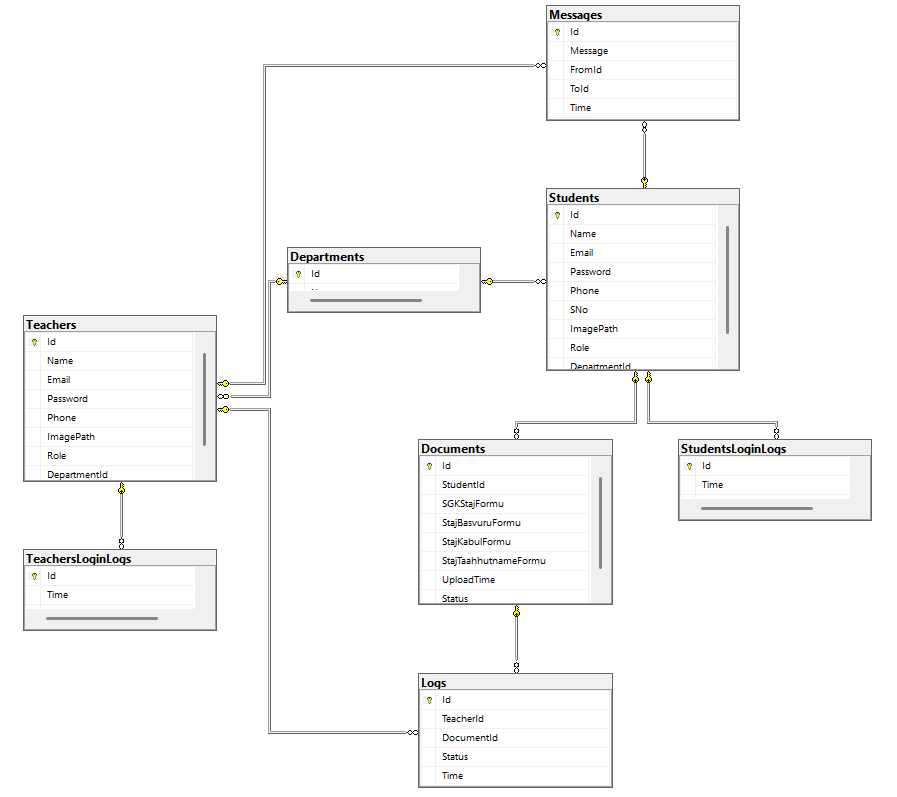 Messages
Id
Message
FromId
ToId
Time
Students
Id
Name
Email
Password
Phone
SNo
ImagePath
Role
DepartmentId
Departments
Id
Teachers
Id
Name
Email
Password
Phone
ImagePath
Role
DepartmentId
Documents
Id
StudentId
SGKStajFormu
StajBasvuruFormu
StajKabulFormu
StajTaahhutnameFormu
UploadTime
Status
StudentsLoginLogs
Id
Time
TeachersLoginLogs
Id
Time
Logs
Id
TeacherId
DocumentId
Status
Time